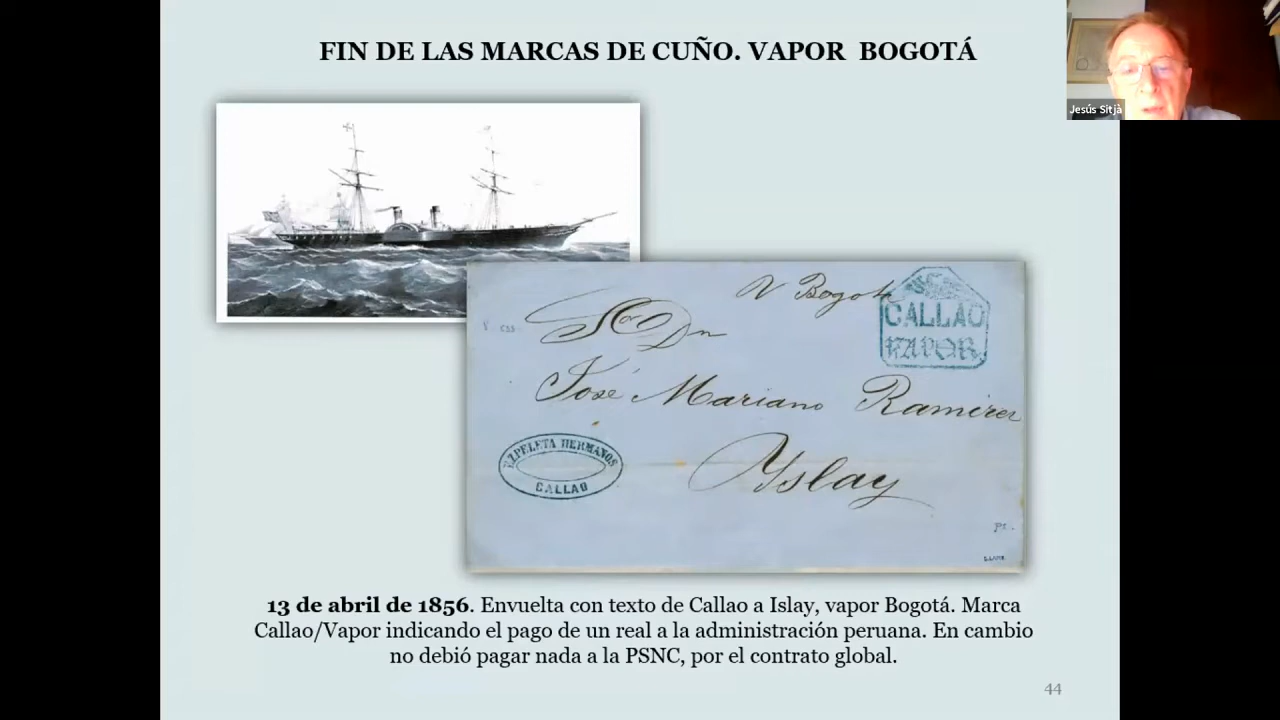 FIN DE LAS MARCAS DE CUÑO. VAPOR BOGOTÁ
Jesús Sitjà
V Bogotá
CALLAO
VAPOR
Sor Dn
José Mariano Ramirez
EZPELETA HERMANOS
CALLAO
Yslay
13 de abril de 1856. Envuelta con texto de Callao a Islay, vapor Bogotá. Marca
Callao/Vapor indicando el pago de un real a la administración peruana. En cambio
no debió pagar nada a la PSNC, por el contrato global.
44